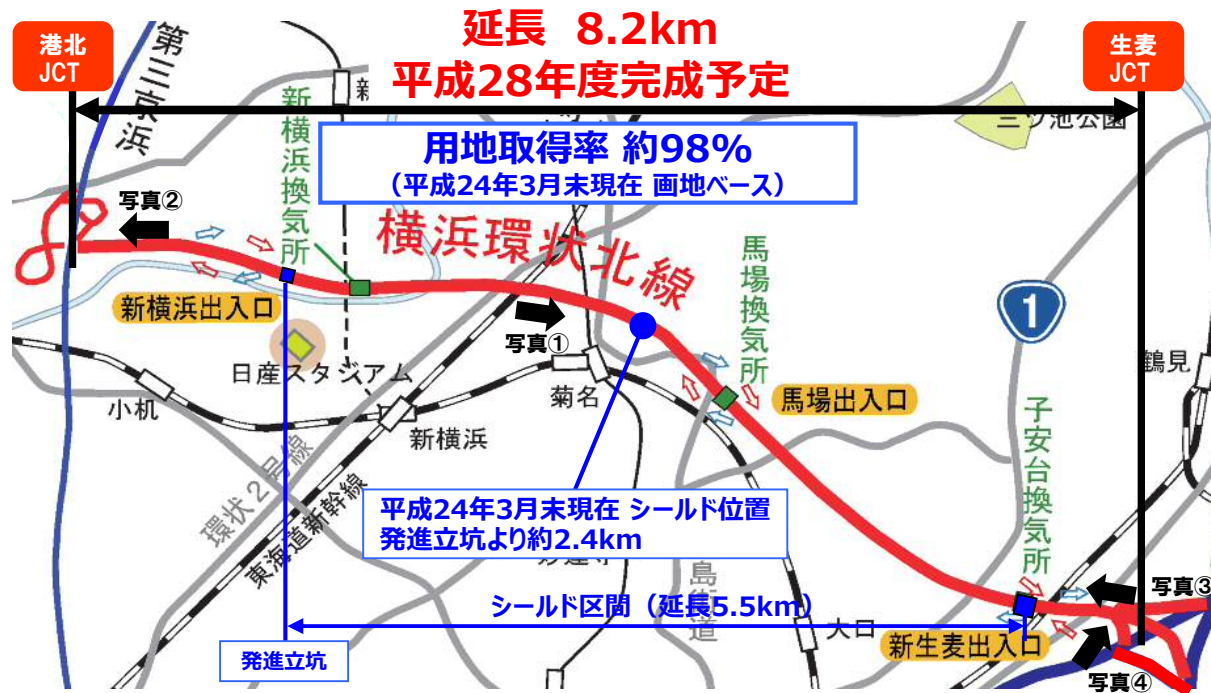 延長 8.2km
平成28年度完成予定
港北
JCT
生麦
JCT
第三京浜
新横浜換気所
三ツ池公園
用地取得率 約98%
（平成24年3月末現在 画地ベース）
写真②
横浜環状北線
馬場換気所
1
新横浜出入口
写真①
日産スタジアム
鶴見
小机
菊名
馬場出入口
新横浜
子安台換気所
環状2号線
東海道新幹線
平成24年3月末現在 シールド位置
発進立坑より約2.4km
島街道
写真③
シールド区間（延長5.5km）
大口
新生麦出入口
発進立坑
写真④